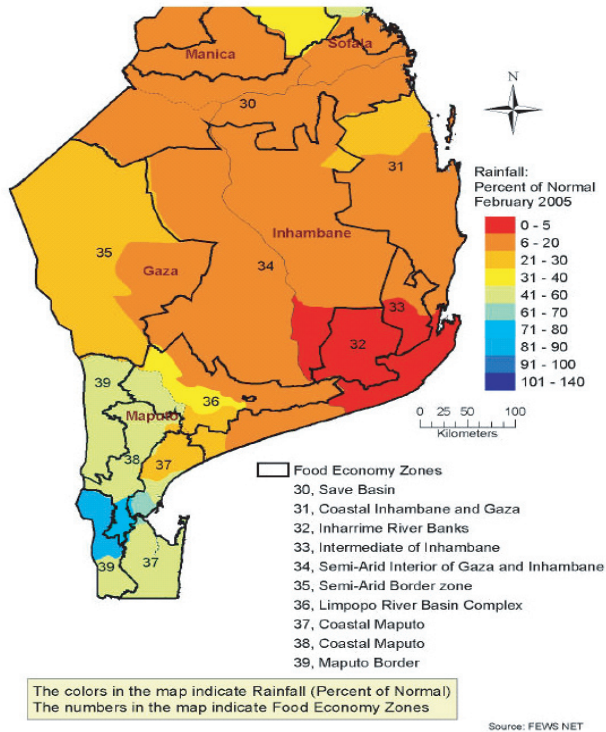 Manica
Sofala
30
N
31
Rainfall:
Percent of Normal
February 2005
0 - 5
6 - 20
21 - 30
31 - 40
41 - 60
61 - 70
71 - 80
81 - 90
91 - 100
101 - 140
Inhambane
35
Gaza
34
33
32
39
36
Maputo
0 25 50 100
Kilometers
38
37
Food Economy Zones
30, Save Basin
31, Coastal Inhambane and Gaza
32, Inharrime River Banks
33, Intermediate of Inhambane
34, Semi-Arid Interior of Gaza and Inhambane
35, Semi-Arid Border zone
36, Limpopo River Basin Complex
37, Coastal Maputo
38, Coastal Maputo
39, Maputo Border
39
37
The colors in the map indicate Rainfall (Percent of Normal)
The numbers in the map indicate Food Economy Zones
Source: FEWS NET